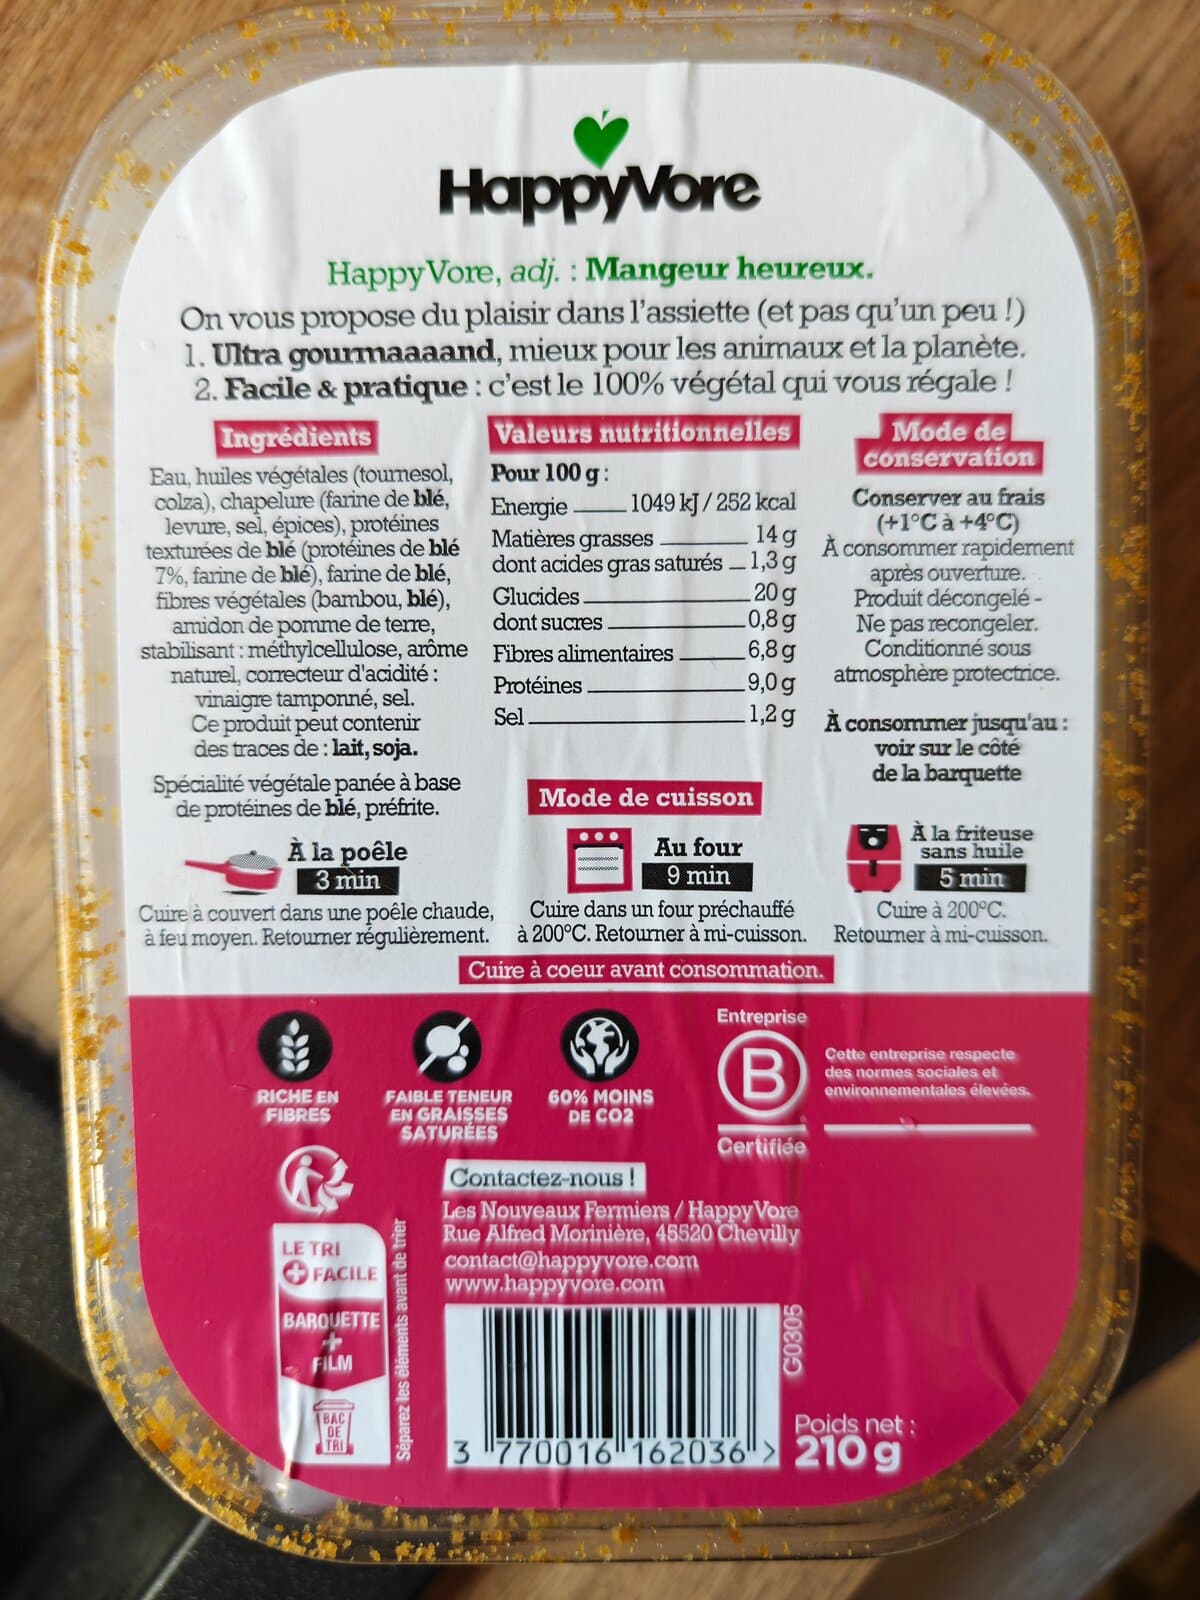 HappyVore
HappyVore, adj. : Mangeur heureux.
On vous propose du plaisir dans l'assiette (et pas qu'un peu !)
1. Ultra gourmaaaand, mieux pour les animaux et la planète.
2. Facile & pratique : c'est le 100% végétal qui vous régale !
Ingrédients
Eau, huiles végétales (tournesol,
colza), chapelure (farine de blé,
levure, sel, épices), protéines
texturées de blé (protéines de blé
7%, farine de blé), farine de blé,
fibres végétales (bambou, blé),
amidon de pomme de terre,
stabilisant : méthylcellulose, arôme
naturel, correcteur d'acidité :
vinaigre tamponné, sel.
Ce produit peut contenir
des traces de : lait, soja.
Spécialité végétale panée à base
de protéines de blé, préfrite.
Valeurs nutritionnelles
Pour 100 g :
Energie 1049 kJ / 252 kcal
Matières grasses 14 g
dont acides gras saturés 1,3 g
Glucides 20 g
dont sucres 0,8 g
Fibres alimentaires 6,8 g
Protéines 9,0 g
Sel 1,2 g
Mode de
conservation
Conserver au frais
(+1°C à +4°C)
À consommer rapidement
après ouverture.
Produit décongelé -
Ne pas recongeler.
Conditionné sous
atmosphère protectrice.
À consommer jusqu'au :
voir sur le côté
de la barquette
Mode de cuisson
À la poêle
3 min
Cuire à couvert dans une poêle chaude,
à feu moyen. Retourner régulièrement.
Au four
9 min
Cuire dans un four préchauffé
à 200°C. Retourner à mi-cuisson.
À la friteuse
sans huile
5 min
Cuire à 200°C.
Retourner à mi-cuisson.
Cuire à coeur avant consommation.
RICHE EN
FIBRES
FAIBLE TENEUR
EN GRAISSES
SATURÉES
60% MOINS
DE CO2
Entreprise
B
Certifiée
Cette entreprise respecte
des normes sociales et
environnementales élevées.
Contactez-nous !
Les Nouveaux Fermiers / HappyVore
Rue Alfred Morinière, 45520 Chevilly
contact@happyvore.com
www.happyvore.com
LE TRI
+ FACILE
BARQUETTE
+
FILM
BAC
DE
TRI
Séparez les éléments avant de trier
3 770016 162036 >
G0305
Poids net :
210 g